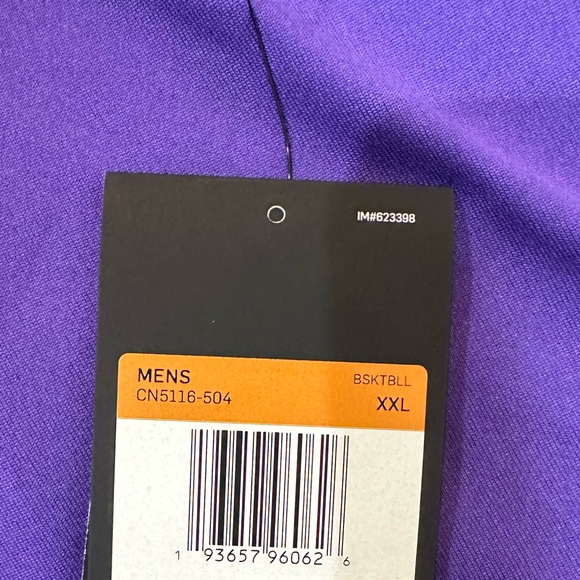 IM#623398
MENS BSKTBLL
CN5116-504 XXL
1 93657 96062 6